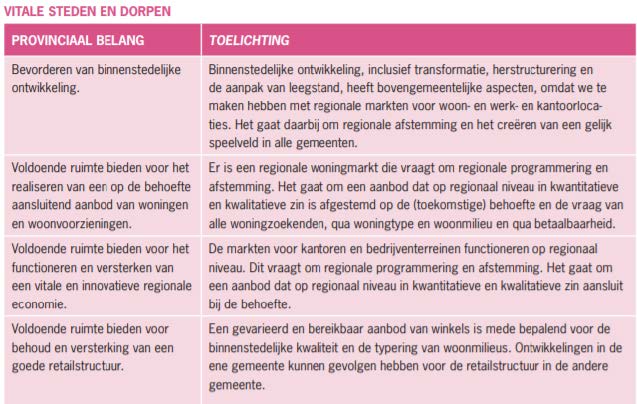 VITALE STEDEN EN DORPEN
PROVINCIAAL BELANG
TOELICHTING
Bevorderen van binnenstedelijke
ontwikkeling.
Binnenstedelijke ontwikkeling, inclusief transformatie, herstructurering en
de aanpak van leegstand, heeft bovengemeentelijke aspecten, omdat we te
maken hebben met regionale markten voor woon- en werk- en kantoorloca-
ties. Het gaat daarbij om regionale afstemming en het creëren van een gelijk
speelveld in alle gemeenten.
Voldoende ruimte bieden voor het
realiseren van een op de behoefte
aansluitend aanbod van woningen
en woonvoorzieningen.
Er is een regionale woningmarkt die vraagt om regionale programmering en
afstemming. Het gaat om een aanbod dat op regionaal niveau in kwantitatieve
en kwalitatieve zin is afgestemd op de (toekomstige) behoefte en de vraag van
alle woningzoekenden, qua woningtype en woonmilieu en qua betaalbaarheid.
Voldoende ruimte bieden voor het
functioneren en versterken van
een vitale en innovatieve regionale
economie.
De markten voor kantoren en bedrijventerreinen functioneren op regionaal
niveau. Dit vraagt om regionale programmering en afstemming. Het gaat om
een aanbod dat op regionaal niveau in kwantitatieve en kwalitatieve zin aansluit
bij de behoefte.
Voldoende ruimte bieden voor
behoud en versterking van een
goede retailstructuur.
Een gevarieerd en bereikbaar aanbod van winkels is mede bepalend voor de
binnenstedelijke kwaliteit en de typering van woonmilieus. Ontwikkelingen in de
ene gemeente kunnen gevolgen hebben voor de retailstructuur in de andere
gemeente.